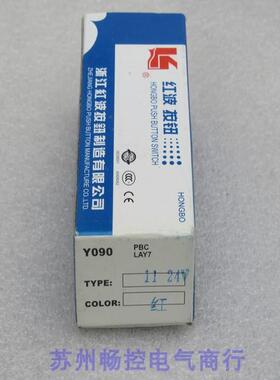 ®
红波 按钮
HONGBO PUSH BUTTON SWITCH
HONGBO
浙江红波按钮制造有限公司
ZHEJIANG HONGBO PUSH BUTTON MANUFACTURE CO.,LTD.
Y090
PBC
LAY7
TYPE: 11 24V
COLOR: 红
苏州畅控电气商行